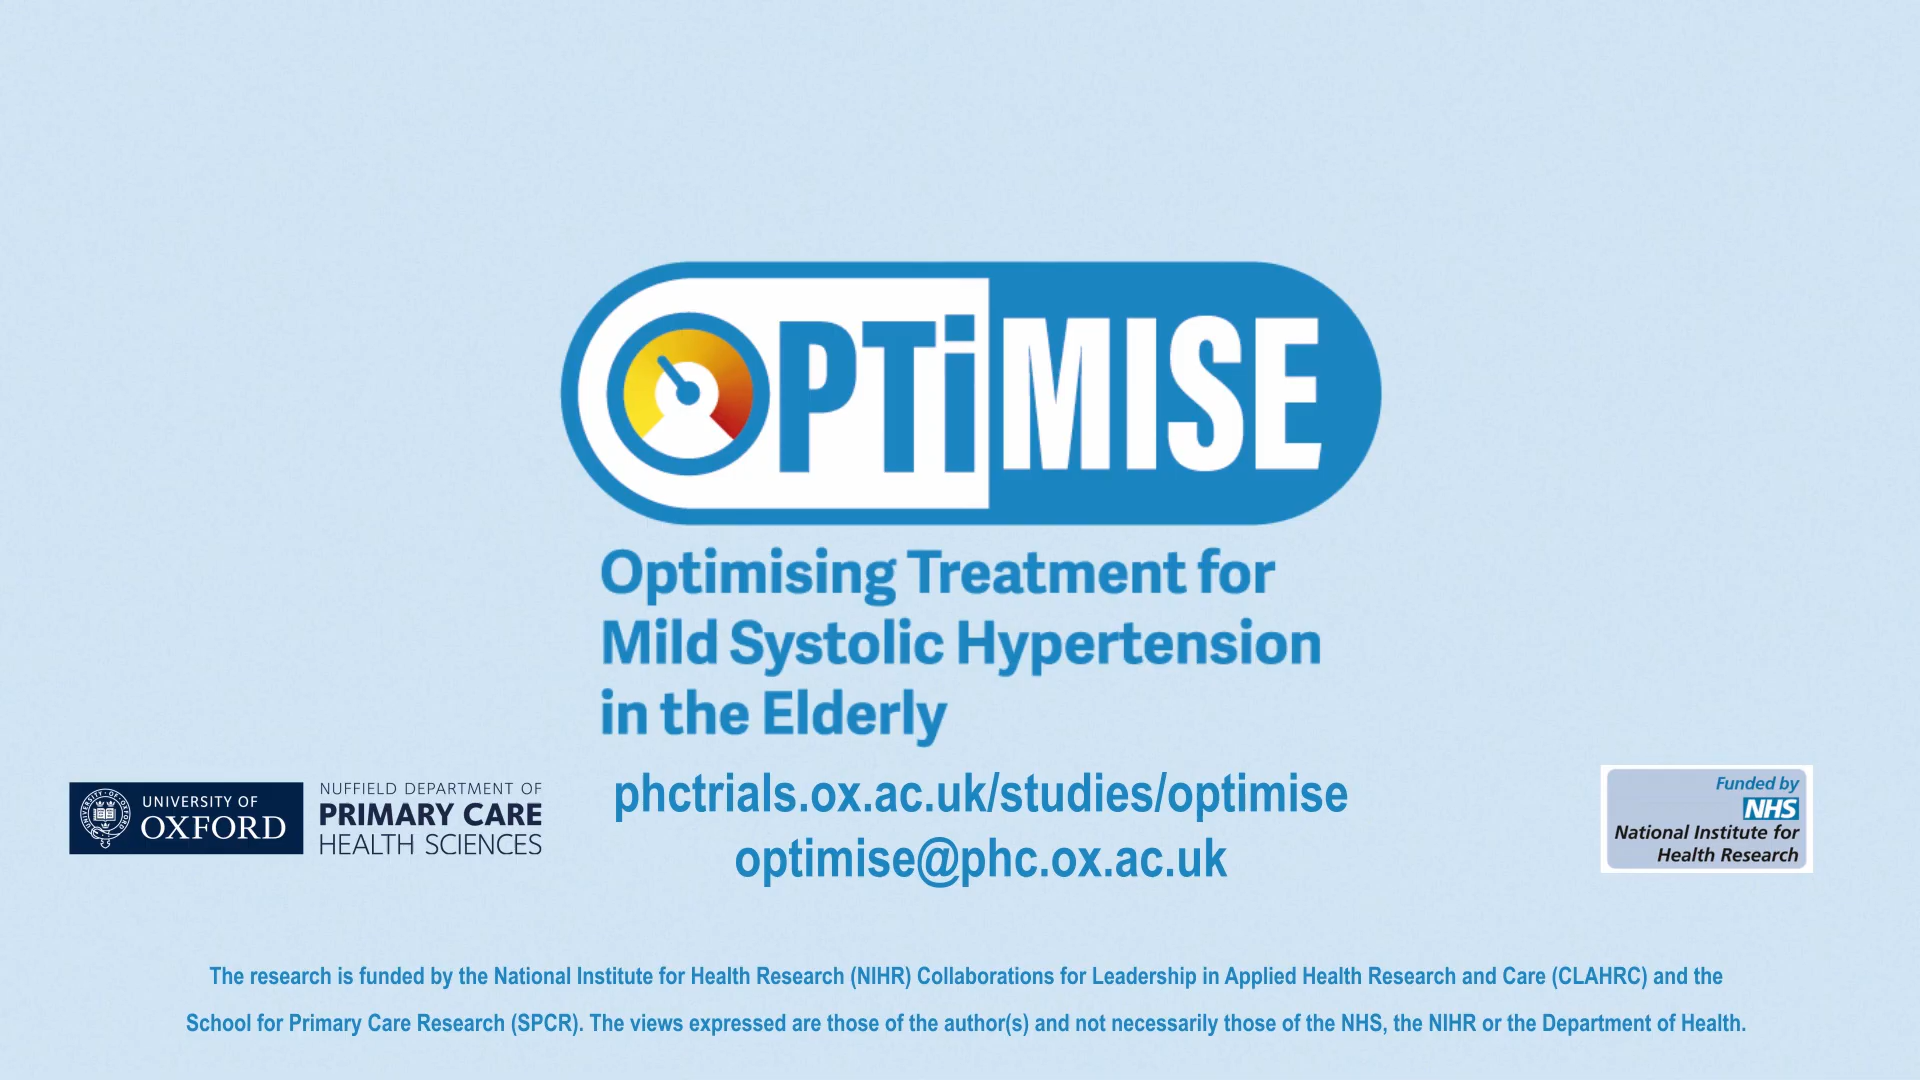 OPTiMISE
Optimising Treatment for
Mild Systolic Hypertension
in the Elderly
phctrials.ox.ac.uk/studies/optimise
optimise@phc.ox.ac.uk
UNIVERSITY OF
OXFORD
NUFFIELD DEPARTMENT OF
PRIMARY CARE
HEALTH SCIENCES
Funded by
NHS
National Institute for
Health Research
The research is funded by the National Institute for Health Research (NIHR) Collaborations for Leadership in Applied Health Research and Care (CLAHRC) and the
School for Primary Care Research (SPCR). The views expressed are those of the author(s) and not necessarily those of the NHS, the NIHR or the Department of Health.